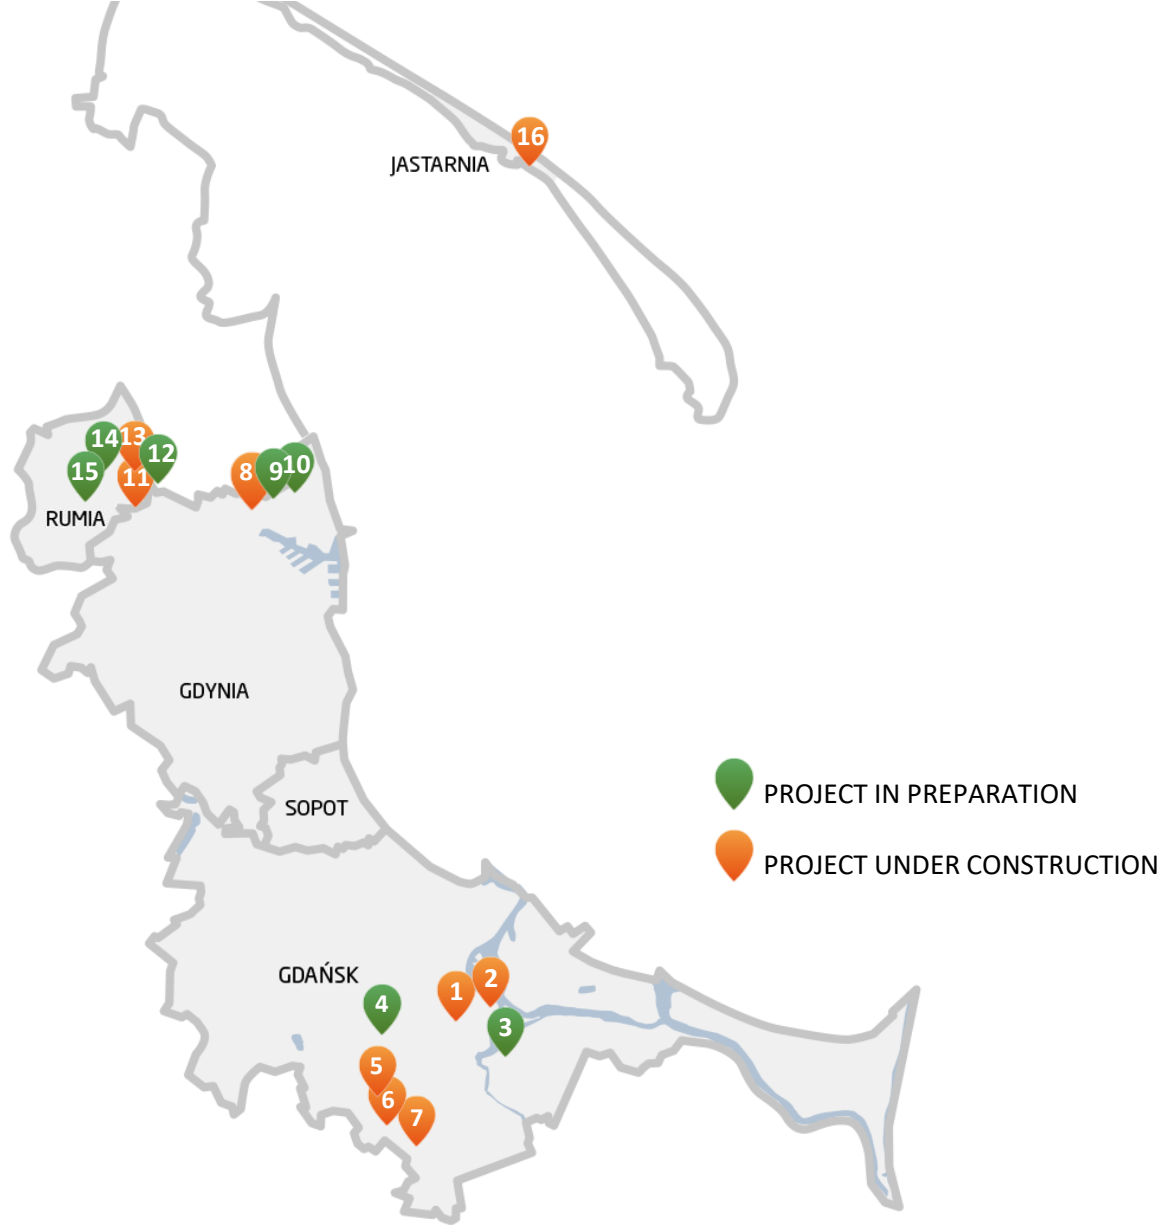 16
JASTARNIA
14
13
12
15
11
8
9
10
RUMIA
GDYNIA
SOPOT
PROJECT IN PREPARATION
PROJECT UNDER CONSTRUCTION
GDAŃSK
1
2
4
3
5
6
7